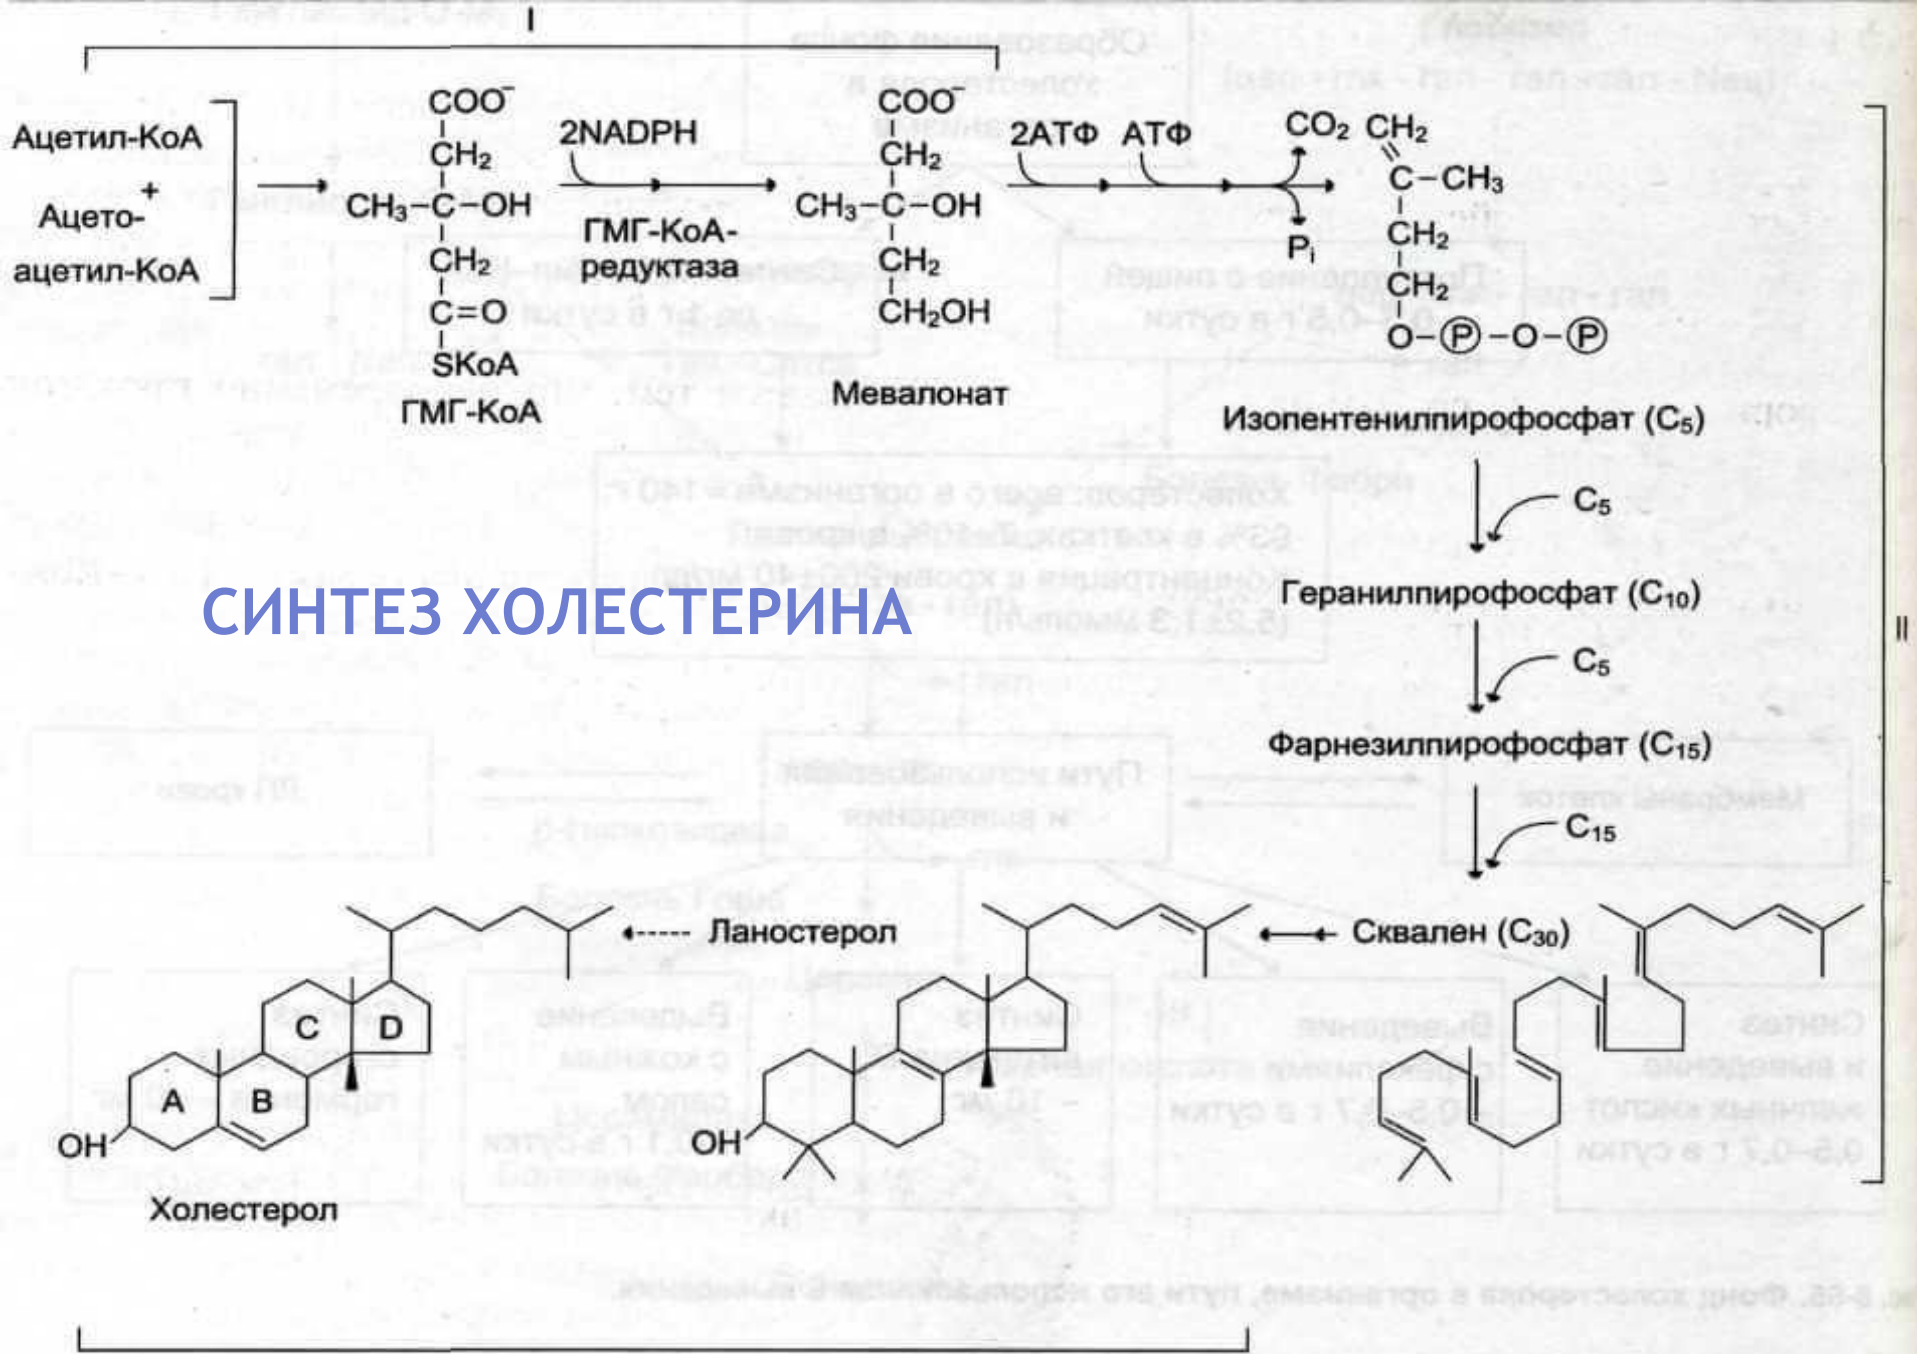 I
Ацетил-КоА
+
Ацето-
ацетил-КоА
COO⁻
CH₂
CH₃–C–OH
CH₂
C=O
SKoA
ГМГ-КоА
2NADPH
ГМГ-КоА-
редуктаза
COO⁻
CH₂
CH₃–C–OH
CH₂
CH₂OH
Мевалонат
2АТФ АТФ
CO₂
Pᵢ
CH₂
C–CH₃
CH₂
CH₂
O–P–O–P
Изопентенилпирофосфат (C₅)
C₅
Геранилпирофосфат (C₁₀)
C₅
Фарнезилпирофосфат (C₁₅)
C₁₅
II
СИНТЕЗ ХОЛЕСТЕРИНА
Сквален (C₃₀)
Ланостерол
OH
A B C D
OH
Холестерол